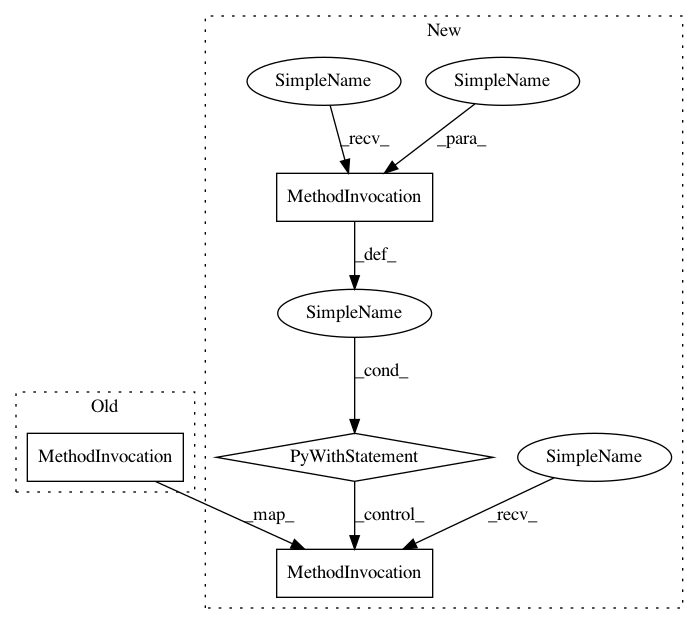 New
SimpleName
SimpleName
_recv_
_para_
MethodInvocation
_def_
SimpleName
_cond_
Old
MethodInvocation
PyWithStatement
SimpleName
_map_
_control_
_recv_
MethodInvocation